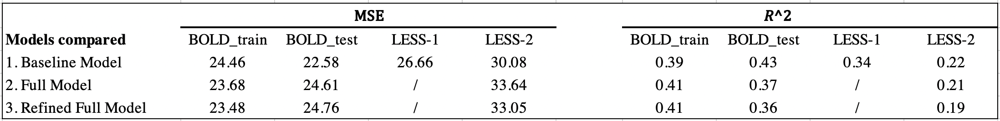 MSE R^2
Models compared BOLD_train BOLD_test LESS-1 LESS-2 BOLD_train BOLD_test LESS-1 LESS-2
1. Baseline Model 24.46 22.58 26.66 30.08 0.39 0.43 0.34 0.22
2. Full Model 23.68 24.61 / 33.64 0.41 0.37 / 0.21
3. Refined Full Model 23.48 24.76 / 33.05 0.41 0.36 / 0.19